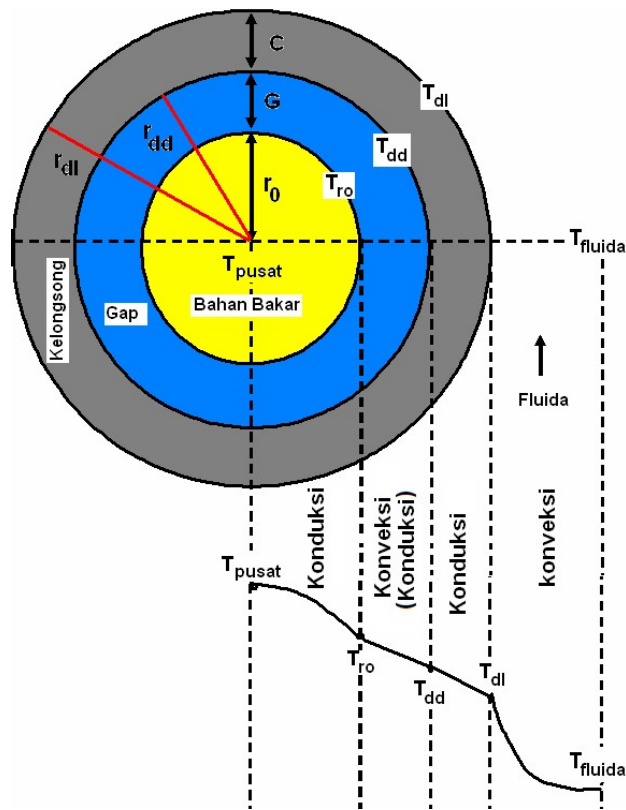 C
G
T_dl
r_dd
r_dl
T_dd
r_0
T_ro
T_pusat
T_fluida
Bahan Bakar
Gap
Kelongsong
Fluida
Konduksi
Konveksi
(Konduksi)
Konduksi
konveksi
T_pusat
T_ro
T_dd
T_dl
T_fluida